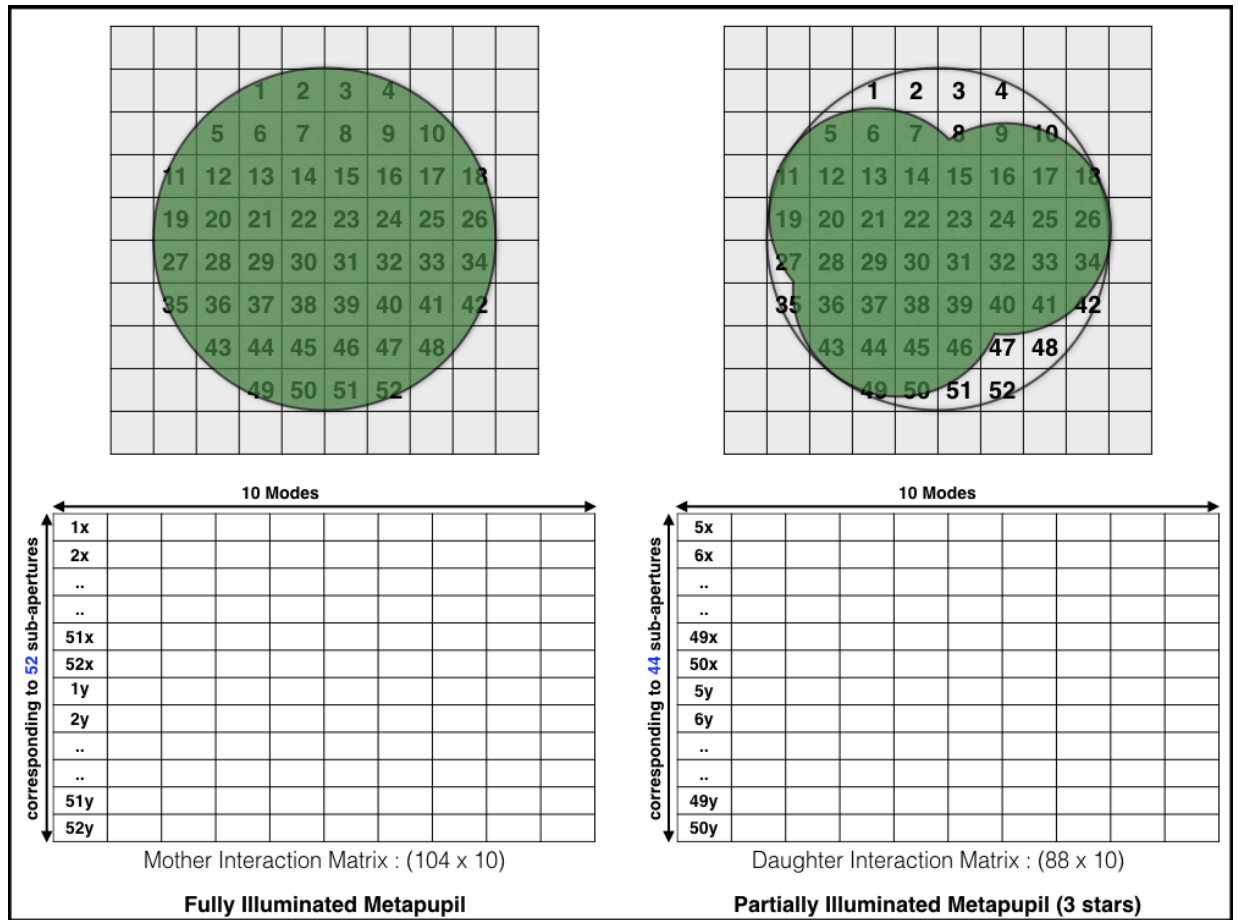 1 2 3 4
5 6 7 8 9 10
11 12 13 14 15 16 17 18
19 20 21 22 23 24 25 26
27 28 29 30 31 32 33 34
35 36 37 38 39 40 41 42
43 44 45 46 47 48
49 50 51 52
10 Modes
corresponding to 52 sub-apertures
1x
2x
..
..
51x
52x
1y
2y
..
..
51y
52y
Mother Interaction Matrix : (104 x 10)
Fully Illuminated Metapupil
1 2 3 4
5 6 7 8 9 10
11 12 13 14 15 16 17 18
19 20 21 22 23 24 25 26
27 28 29 30 31 32 33 34
35 36 37 38 39 40 41 42
43 44 45 46 47 48
49 50 51 52
10 Modes
corresponding to 44 sub-apertures
5x
6x
..
..
49x
50x
5y
6y
..
..
49y
50y
Daughter Interaction Matrix : (88 x 10)
Partially Illuminated Metapupil (3 stars)